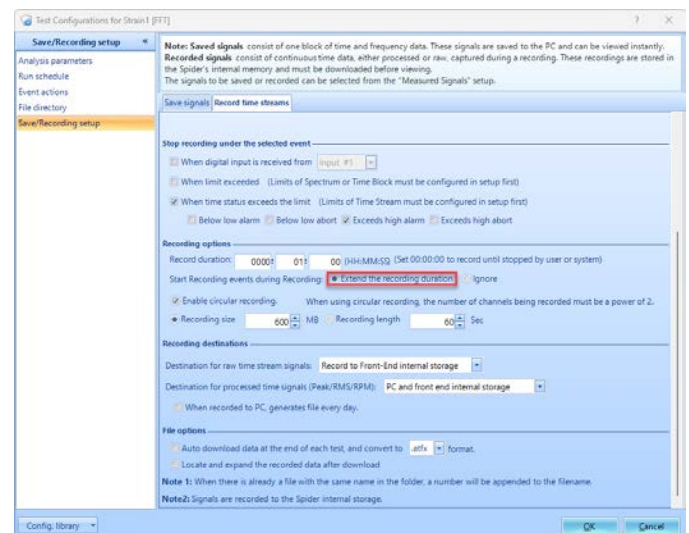 Test Configurations for Strain1 [FFT]
? ×
Save/Recording setup «
Analysis parameters
Run schedule
Event actions
File directory
Save/Recording setup
Note: Saved signals consist of one block of time and frequency data. These signals are saved to the PC and can be viewed instantly.
Recorded signals consist of continuous time data, either processed or raw, captured during a recording. These recordings are stored in
the Spider's internal memory and must be downloaded before viewing.
The signals to be saved or recorded can be selected from the "Measured Signals" setup.
Save signals Record time streams
Stop recording under the selected event
When digital input is received from Input #1
When limit exceeded (Limits of Spectrum or Time Block must be configured in setup first)
When time status exceeds the limit (Limits of Time Stream must be configured in setup first)
Below low alarm Below low abort Exceeds high alarm Exceeds high abort
Recording options
Record duration: 0000 01 00 (HH:MM:SS) (Set 00:00:00 to record until stopped by user or system)
Start Recording events during Recording: Extend the recording duration Ignore
Enable circular recording. When using circular recording, the number of channels being recorded must be a power of 2.
Recording size 600 MB Recording length 60 Sec
Recording destinations
Destination for raw time stream signals: Record to Front-End internal storage
Destination for processed time signals (Peak/RMS/RPM): PC and front end internal storage
When recorded to PC, generates file every day.
File options
Auto download data at the end of each test, and convert to .atfx format.
Locate and expand the recorded data after download
Note 1: When there is already a file with the same name in the folder, a number will be appended to the filename.
Note2: Signals are recorded to the Spider internal storage.
Config. library
OK Cancel